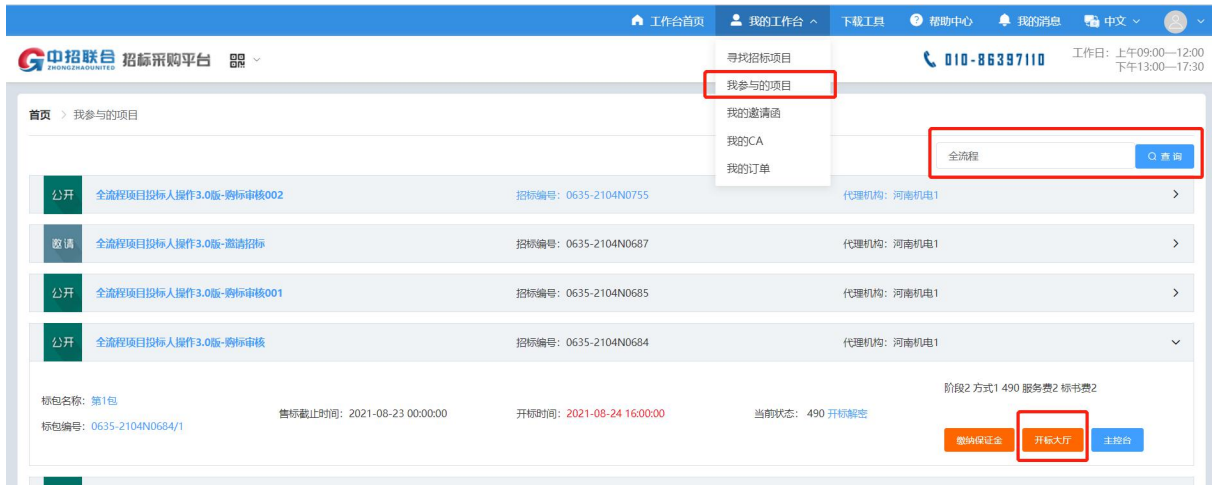 工作台首页 我的工作台 下载工具 帮助中心 我的消息 中文
中招联合 招标采购平台
ZHONGZHAOUNITED
010-86397110
工作日：上午09:00—12:00
下午13:00—17:30
寻找招标项目
我参与的项目
我的邀请函
我的CA
我的订单
首页 > 我参与的项目
全流程 查询
公开 全流程项目投标人操作3.0版-购标审核002 招标编号：0635-2104N0755 代理机构：河南机电1
邀请 全流程项目投标人操作3.0版-邀请招标 招标编号：0635-2104N0687 代理机构：河南机电1
公开 全流程项目投标人操作3.0版-购标审核001 招标编号：0635-2104N0685 代理机构：河南机电1
公开 全流程项目投标人操作3.0版-购标审核 招标编号：0635-2104N0684 代理机构：河南机电1
阶段2 方式1 490 服务费2 标书费2
标包名称：第1包
售标截止时间：2021-08-23 00:00:00 开标时间：2021-08-24 16:00:00 当前状态： 490 开标解密
标包编号：0635-2104N0684/1
缴纳保证金 开标大厅 主控台